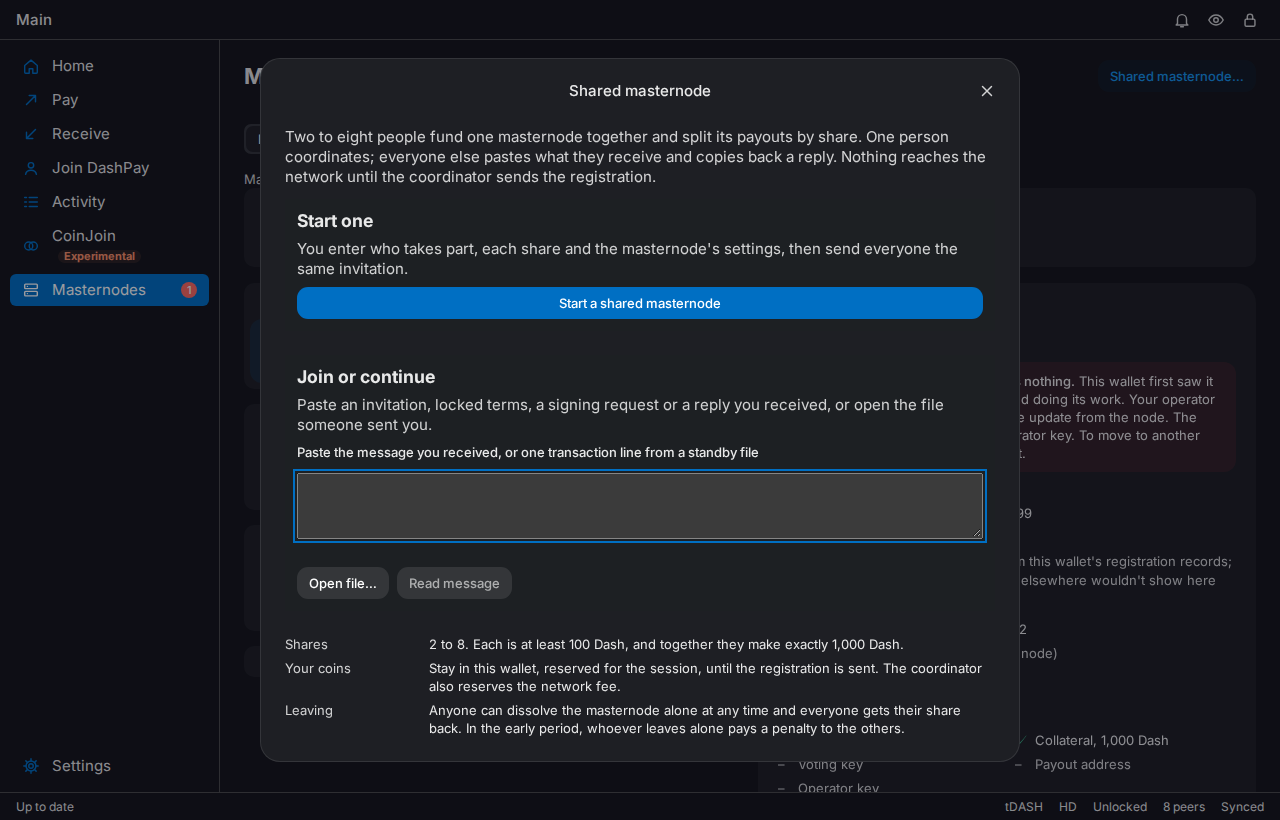 Main
Home
Pay
Receive
Join DashPay
Activity
CoinJoin
Experimental
Masternodes
1
Settings
Shared masternode...
Shared masternode
Two to eight people fund one masternode together and split its payouts by share. One person
coordinates; everyone else pastes what they receive and copies back a reply. Nothing reaches the
network until the coordinator sends the registration.
Start one
You enter who takes part, each share and the masternode's settings, then send everyone the
same invitation.
Start a shared masternode
Join or continue
Paste an invitation, locked terms, a signing request or a reply you received, or open the file
someone sent you.
Paste the message you received, or one transaction line from a standby file
Open file...
Read message
Shares
2 to 8. Each is at least 100 Dash, and together they make exactly 1,000 Dash.
Your coins
Stay in this wallet, reserved for the session, until the registration is sent. The coordinator
also reserves the network fee.
Leaving
Anyone can dissolve the masternode alone at any time and everyone gets their share
back. In the early period, whoever leaves alone pays a penalty to the others.
nothing. This wallet first saw it
doing its work. Your operator
update from the node. The
key. To move to another
99
this wallet's registration records;
elsewhere wouldn't show here
2
node)
Collateral, 1,000 Dash
– Voting key
– Payout address
– Operator key
Up to date
tDASH
HD
Unlocked
8 peers
Synced